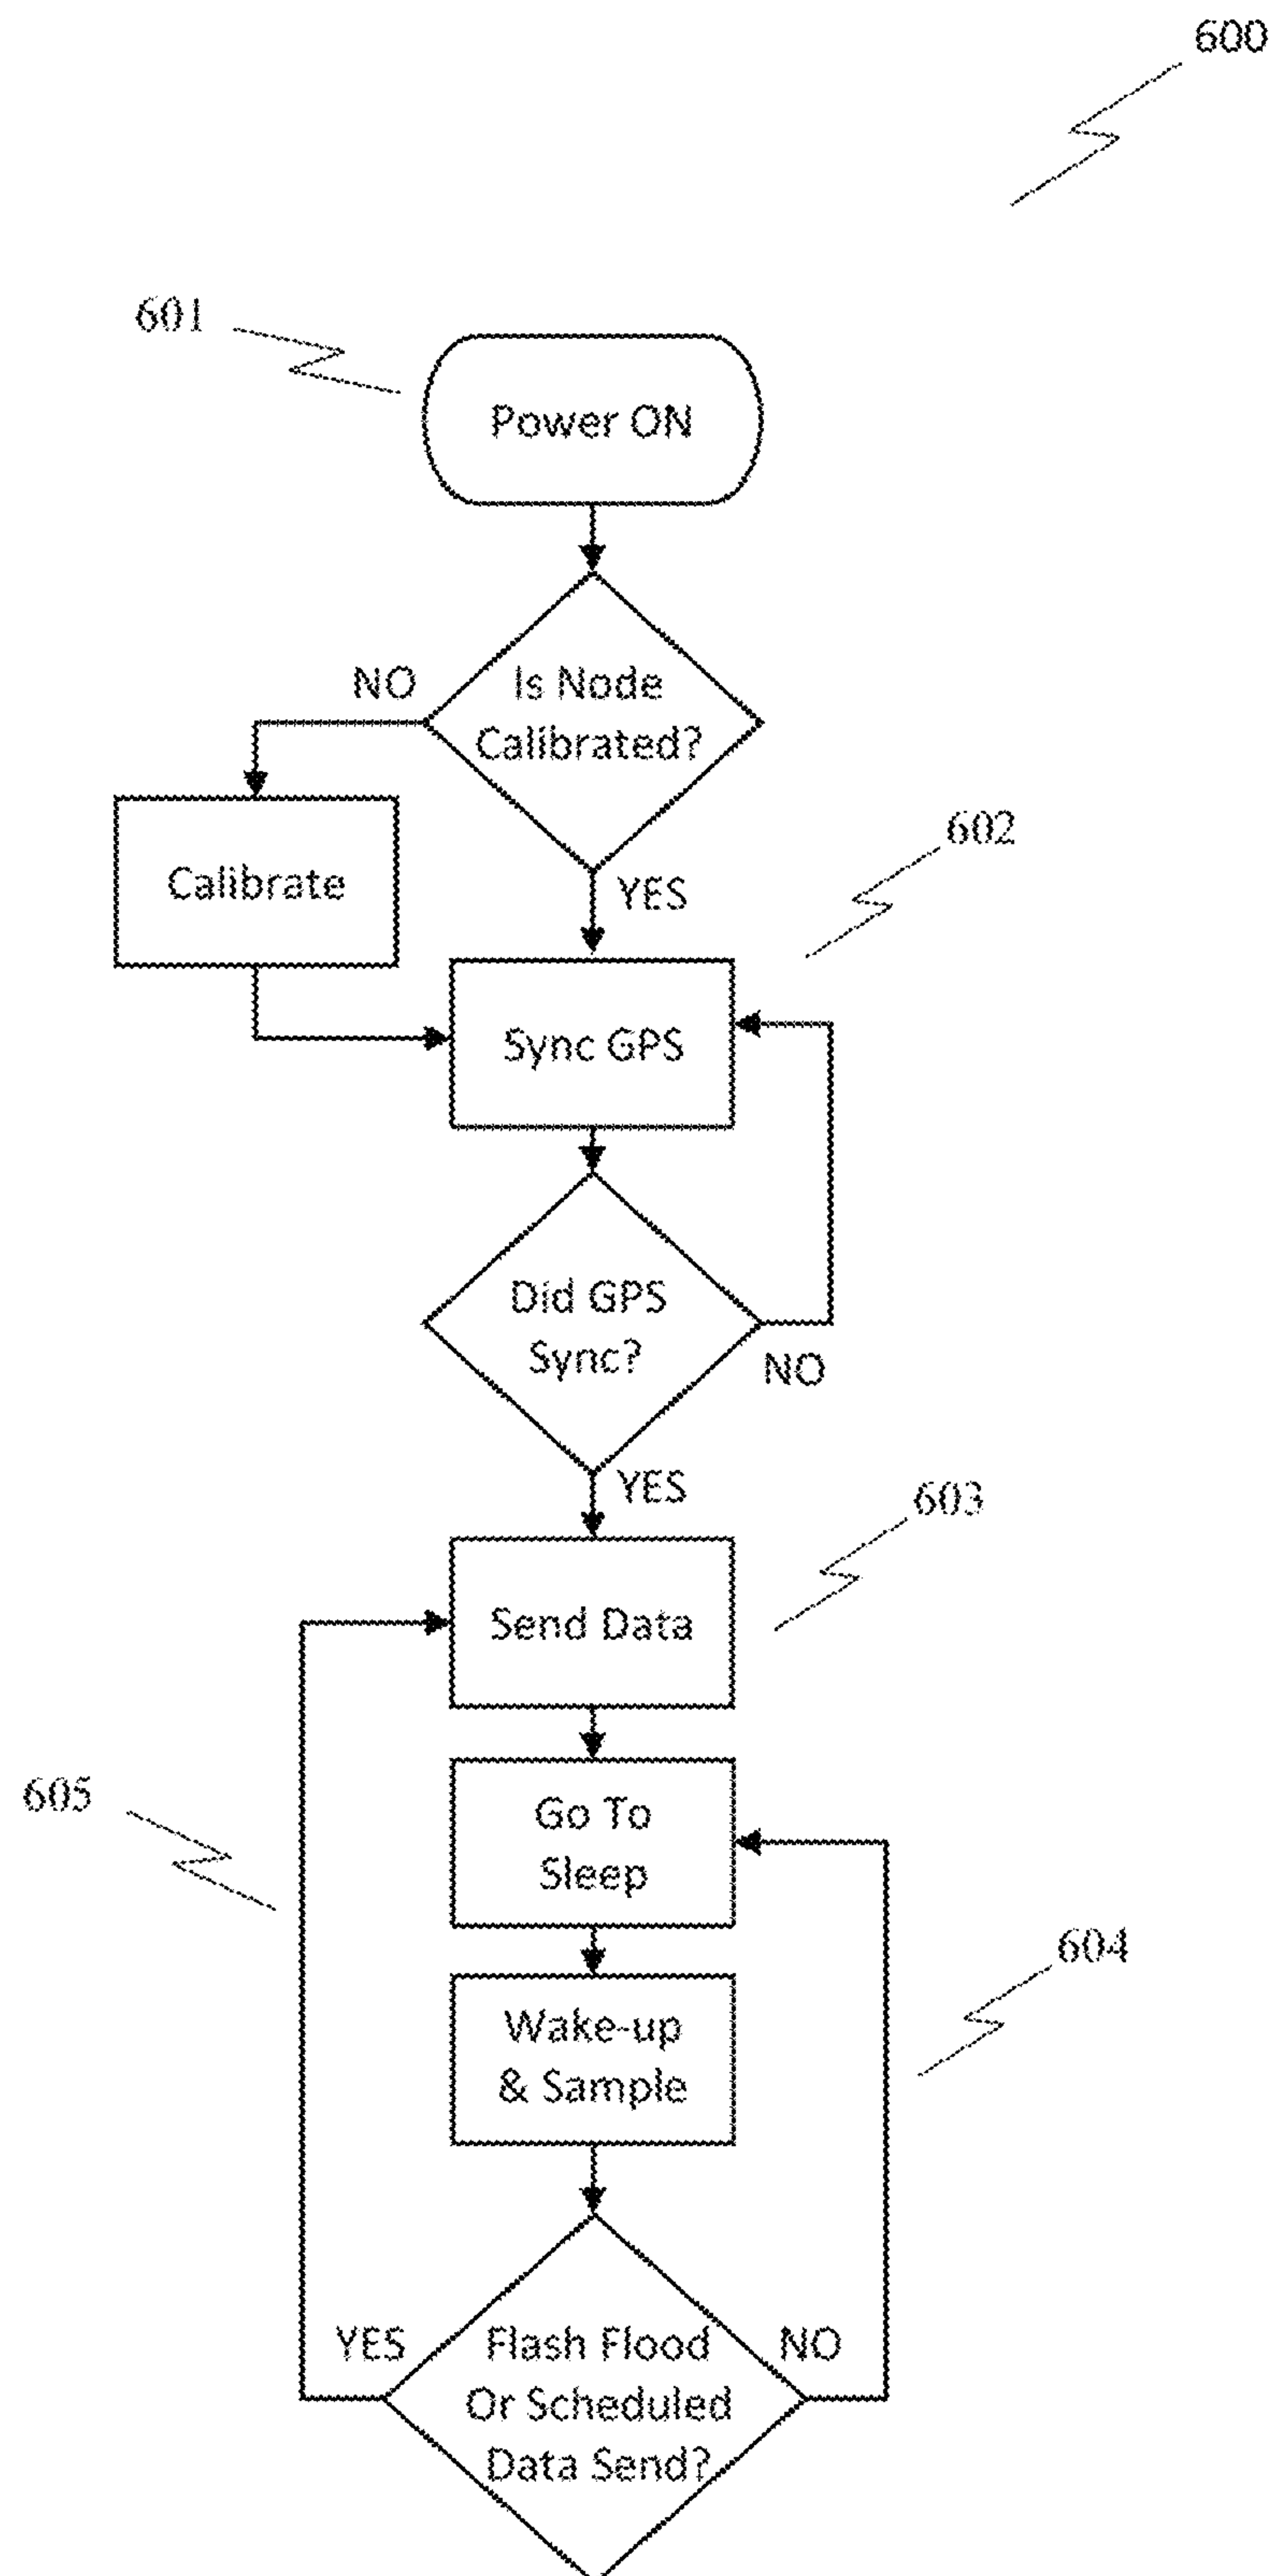 600
601
Power ON
NO
Is Node
Calibrated?
602
Calibrate
YES
Sync GPS
Did GPS
Sync?
NO
YES
603
Send Data
605
Go To
Sleep
604
Wake-up
& Sample
YES
Flash Flood
Or Scheduled
Data Send?
NO